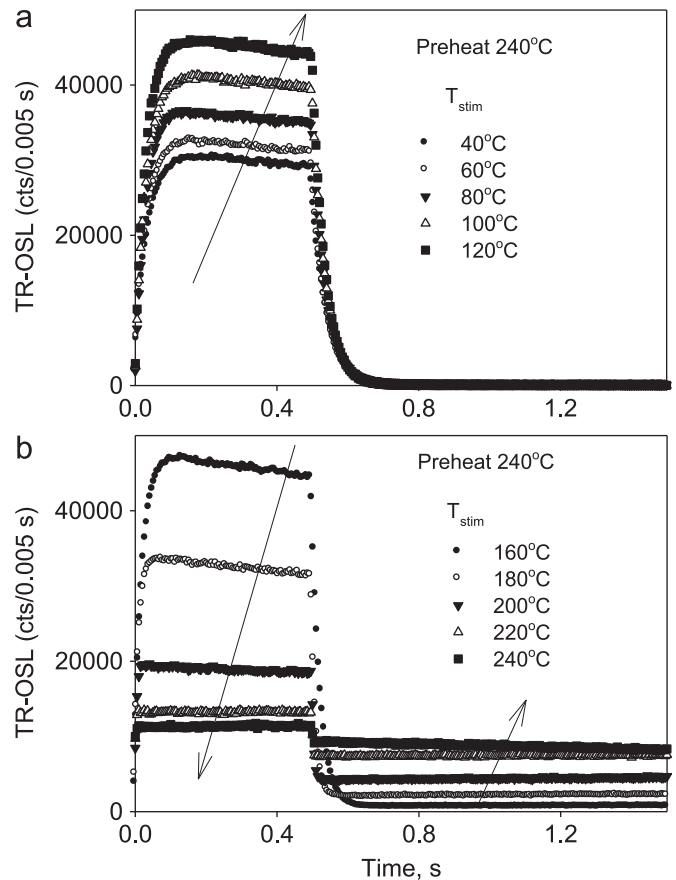 a
TR-OSL (cts/0.005 s)
40000
20000
0
Preheat 240°C
T_stim
40°C
60°C
80°C
100°C
120°C
0.0 0.4 0.8 1.2
b
TR-OSL (cts/0.005 s)
40000
20000
0
Preheat 240°C
T_stim
160°C
180°C
200°C
220°C
240°C
0.0 0.4 0.8 1.2
Time, s